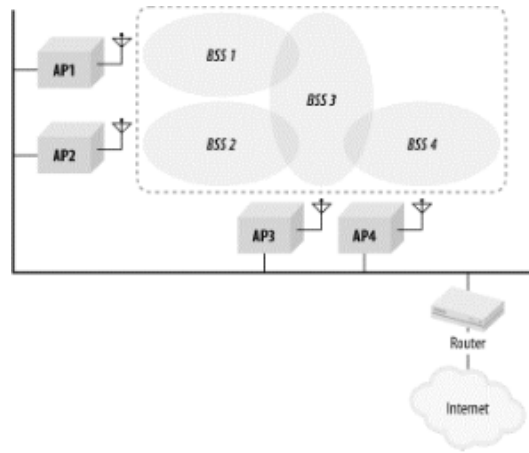 BSS 1
AP1
BSS 3
AP2
BSS 2
BSS 4
AP3
AP4
Router
Internet